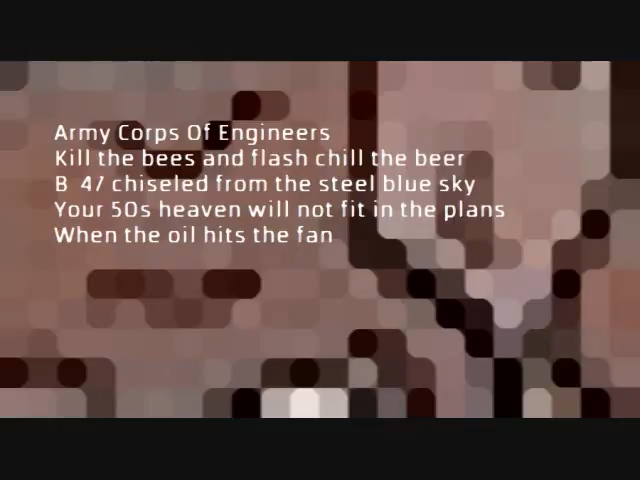 Army Corps Of Engineers
Kill the bees and flash chill the beer
B 47 chiseled from the steel blue sky
Your 50s heaven will not fit in the plans
When the oil hits the fan